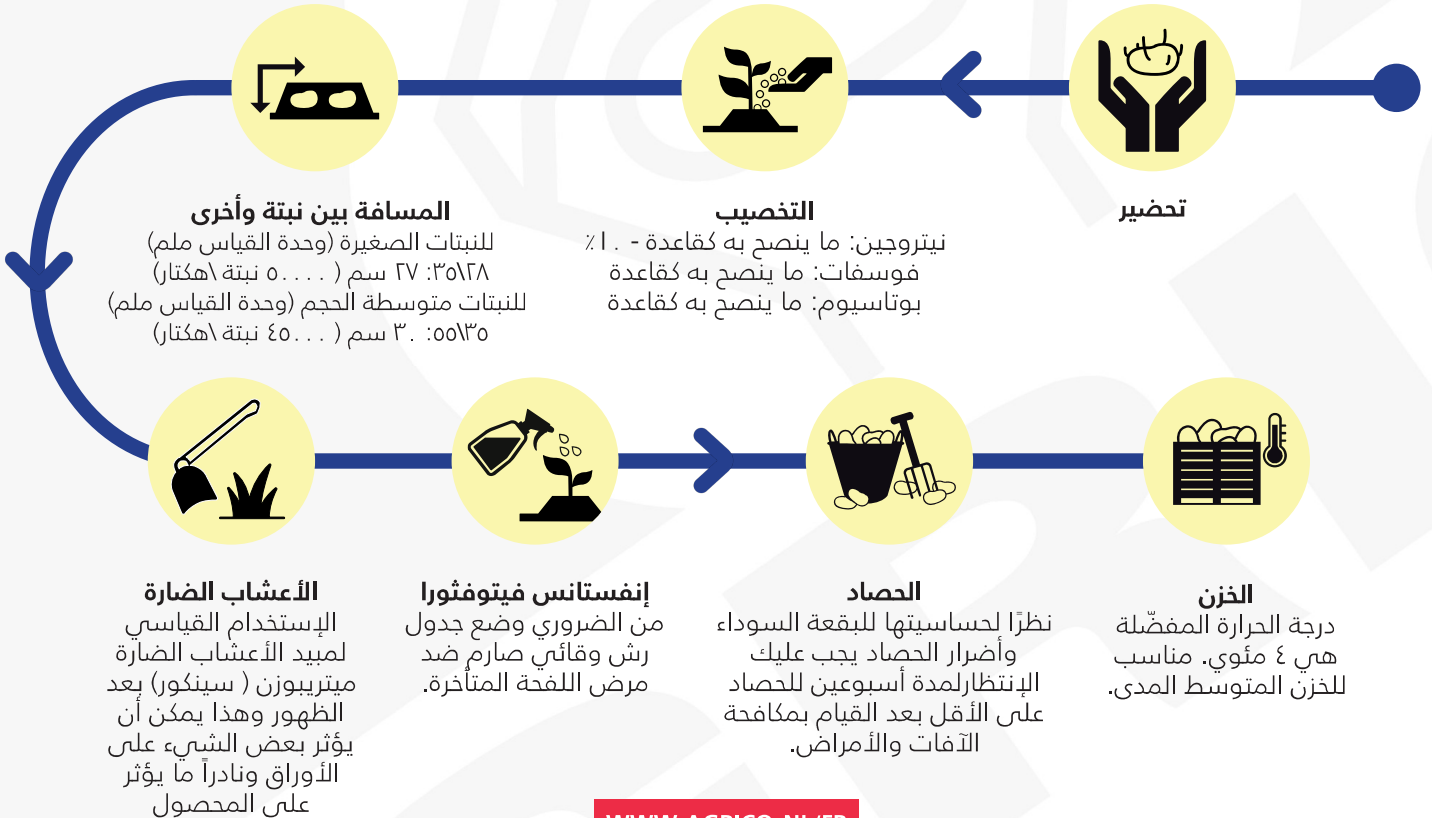 تحضير
التخصيب
نيتروجين: ما ينصح به كقاعدة - ١٠٪
فوسفات: ما ينصح به كقاعدة
بوتاسيوم: ما ينصح به كقاعدة
المسافة بين نبتة وأخرى
للنبتات الصغيرة (وحدة القياس ملم)
٢٨\٣٥: ٢٧ سم ( ٥٠٠٠٠ نبتة \هكتار)
للنبتات متوسطة الحجم (وحدة القياس ملم)
٣٥\٥٥: ٣٠ سم ( ٤٥٠٠٠ نبتة \هكتار)
الأعشاب الضارة
الإستخدام القياسي
لمبيد الأعشاب الضارة
ميتريبوزن ( سينكور) بعد
الظهور وهذا يمكن أن
يؤثر بعض الشيء على
الأوراق ونادراً ما يؤثر
على المحصول
إنفستانس فيتوفثورا
من الضروري وضع جدول
رش وقائي صارم ضد
مرض اللفحة المتأخرة.
الحصاد
نظرًا لحساسيتها للبقعة السوداء
وأضرار الحصاد يجب عليك
الإنتظارلمدة أسبوعين للحصاد
على الأقل بعد القيام بمكافحة
الآفات والأمراض.
الخزن
درجة الحرارة المفضّلة
هي ٤ مئوي. مناسب
للخزن المتوسط المدى.